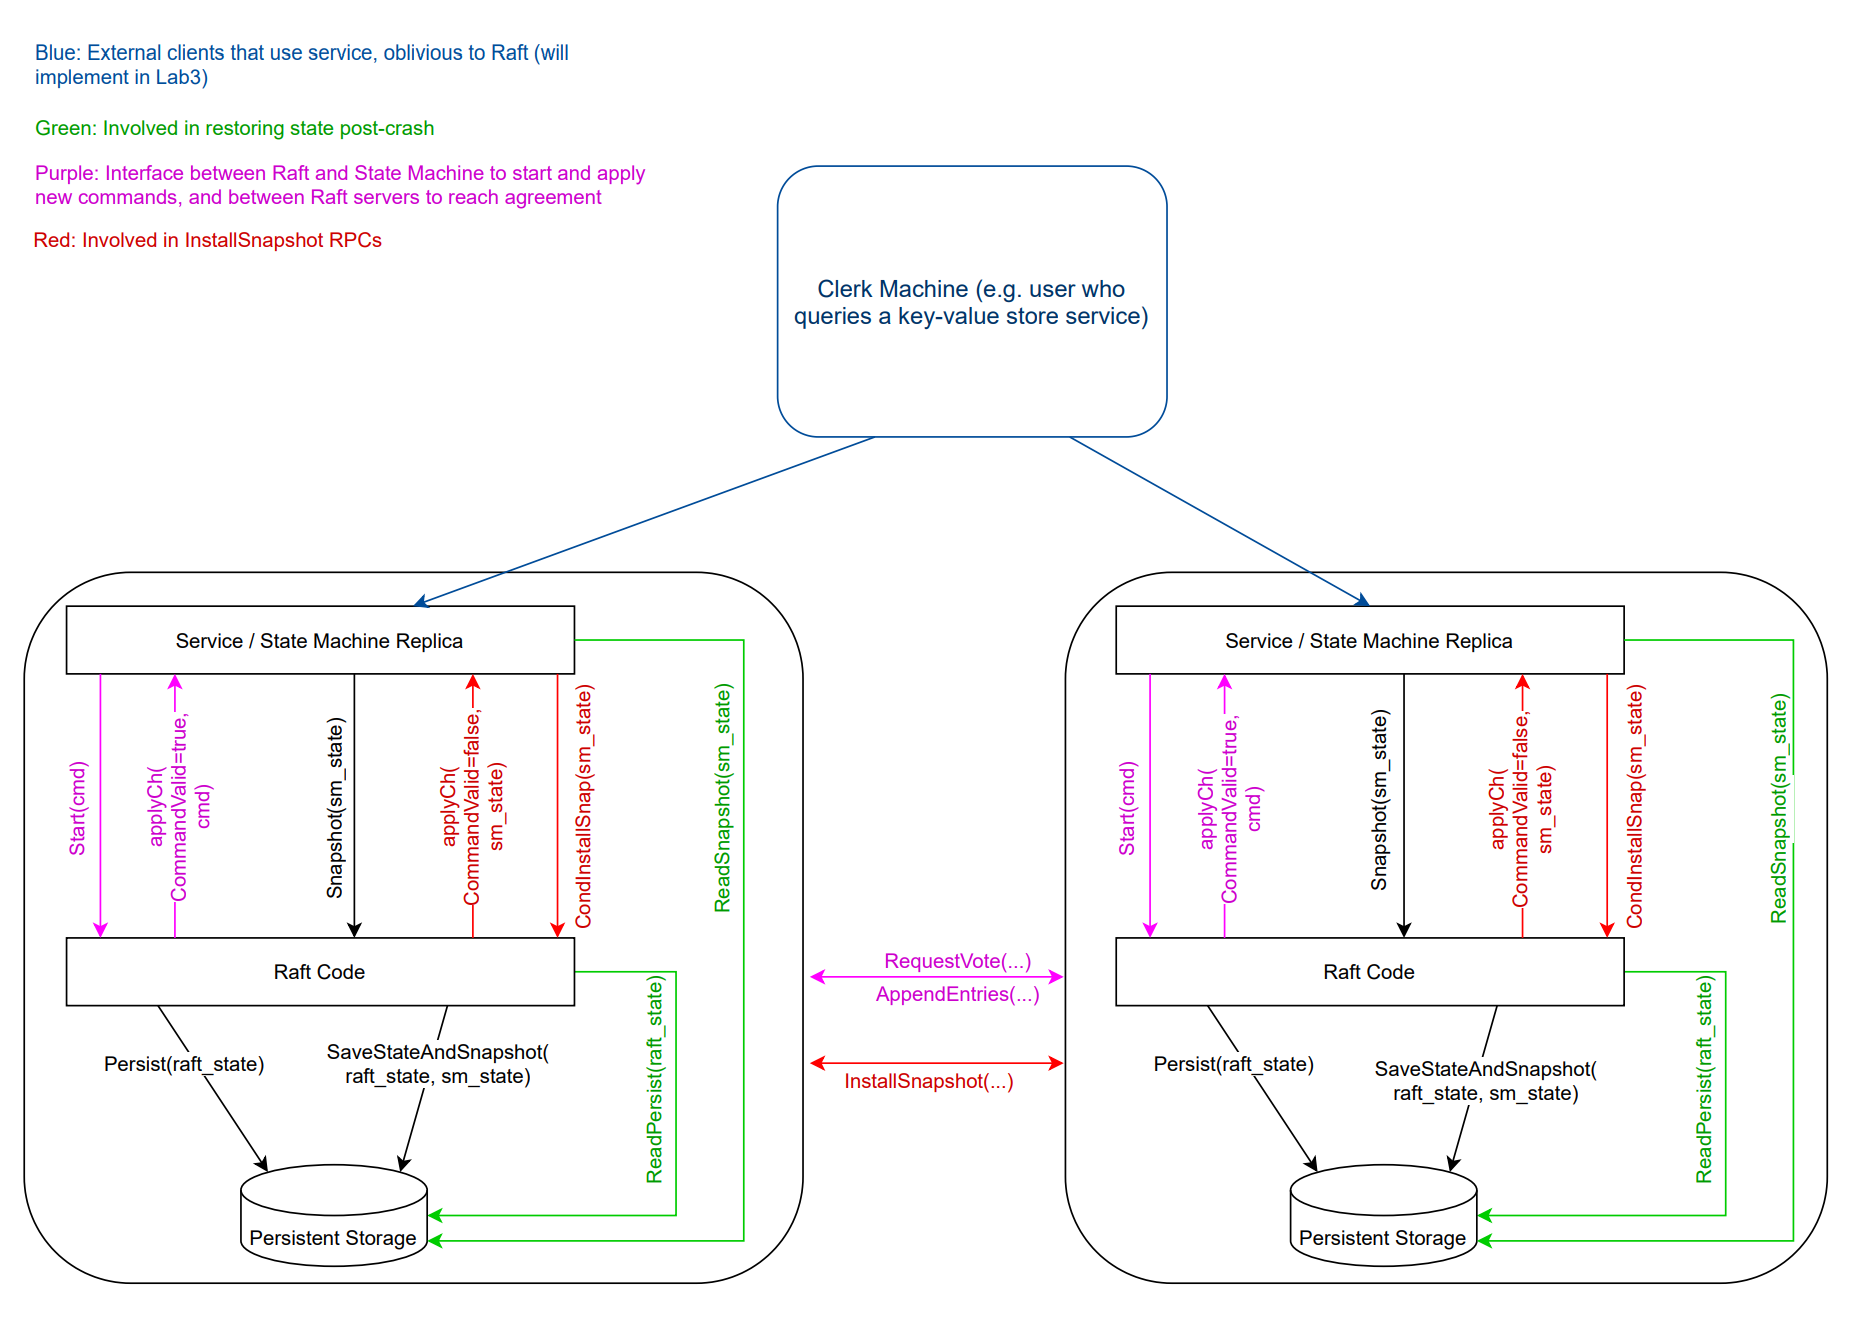 Blue: External clients that use service, oblivious to Raft (will
implement in Lab3)
Green: Involved in restoring state post-crash
Purple: Interface between Raft and State Machine to start and apply
new commands, and between Raft servers to reach agreement
Red: Involved in InstallSnapshot RPCs
Clerk Machine (e.g. user who
queries a key-value store service)
Service / State Machine Replica
Start(cmd)
applyCh(
CommandValid=true,
cmd)
Snapshot(sm_state)
applyCh(
CommandValid=false,
sm_state)
CondInstallSnap(sm_state)
ReadSnapshot(sm_state)
Raft Code
Persist(raft_state)
SaveStateAndSnapshot(
raft_state, sm_state)
ReadPersist(raft_state)
Persistent Storage
RequestVote(...)
AppendEntries(...)
InstallSnapshot(...)
Service / State Machine Replica
Start(cmd)
applyCh(
CommandValid=true,
cmd)
Snapshot(sm_state)
applyCh(
CommandValid=false,
sm_state)
CondInstallSnap(sm_state)
ReadSnapshot(sm_state)
Raft Code
Persist(raft_state)
SaveStateAndSnapshot(
raft_state, sm_state)
ReadPersist(raft_state)
Persistent Storage